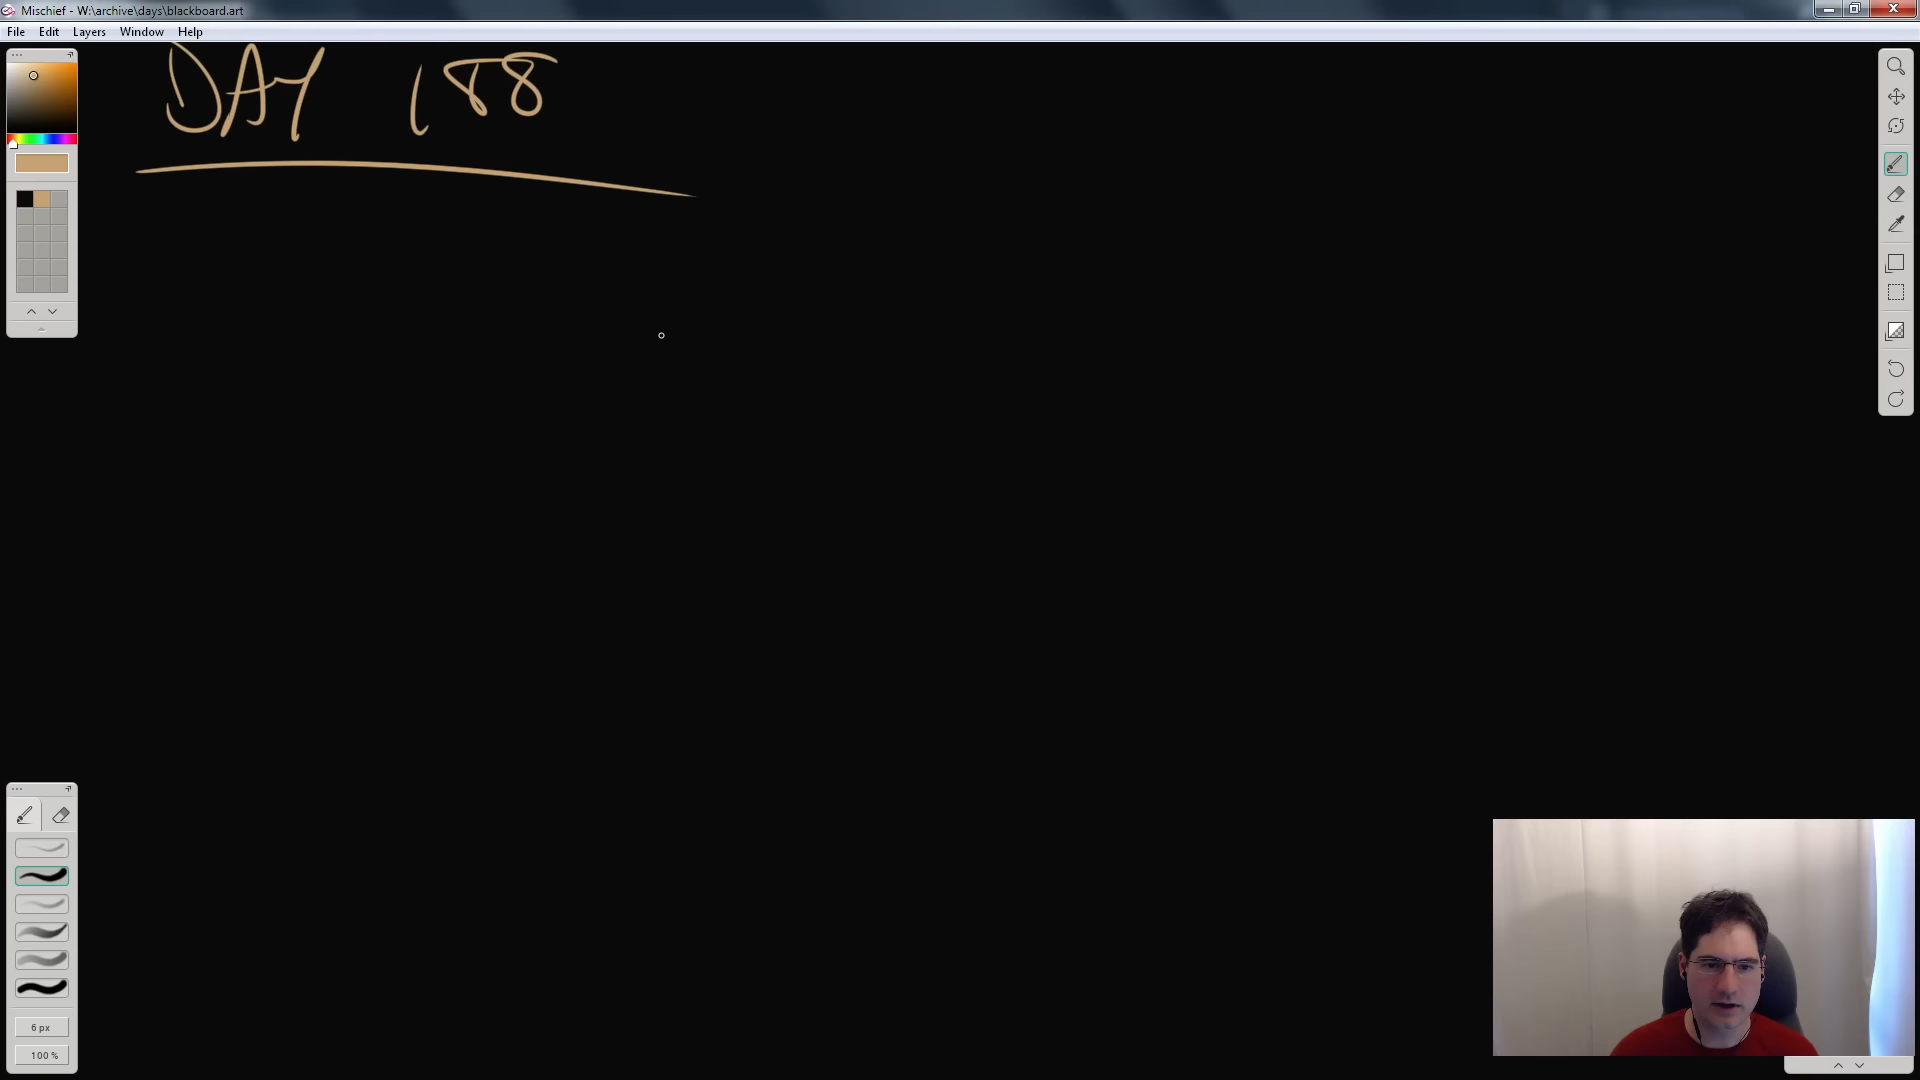 Mischief - W:\archive\days\blackboard.art
File Edit Layers Window Help
DAY 188
6 px
100 %